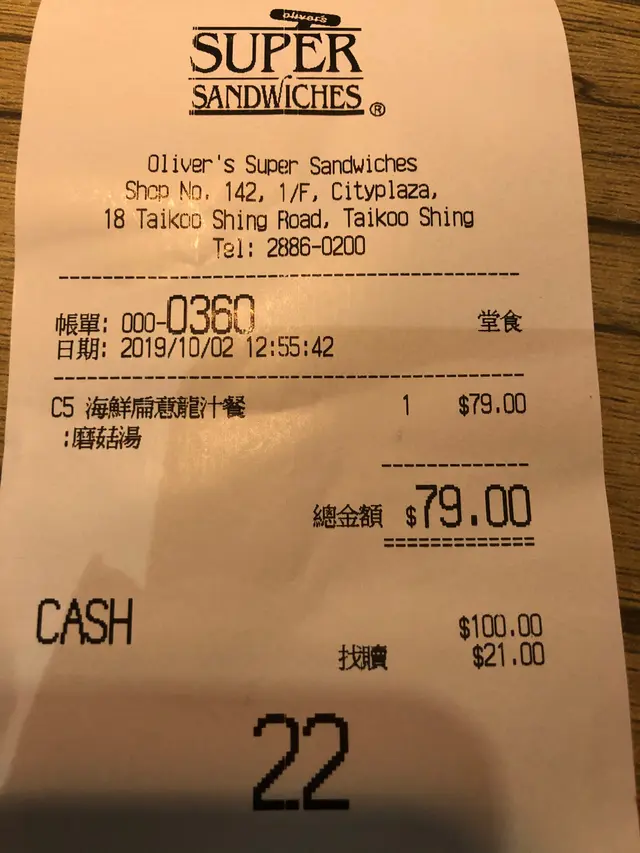 oliver's
SUPER
SANDWICHES®
Oliver's Super Sandwiches
Shop No. 142, 1/F, Cityplaza,
18 Taikoo Shing Road, Taikoo Shing
Tel: 2886-0200
帳單: 000-0360 堂食
日期: 2019/10/02 12:55:42
C5 海鮮扁意龍汁餐 1 $79.00
:磨菇湯
總金額 $79.00
CASH $100.00
找贖 $21.00
22